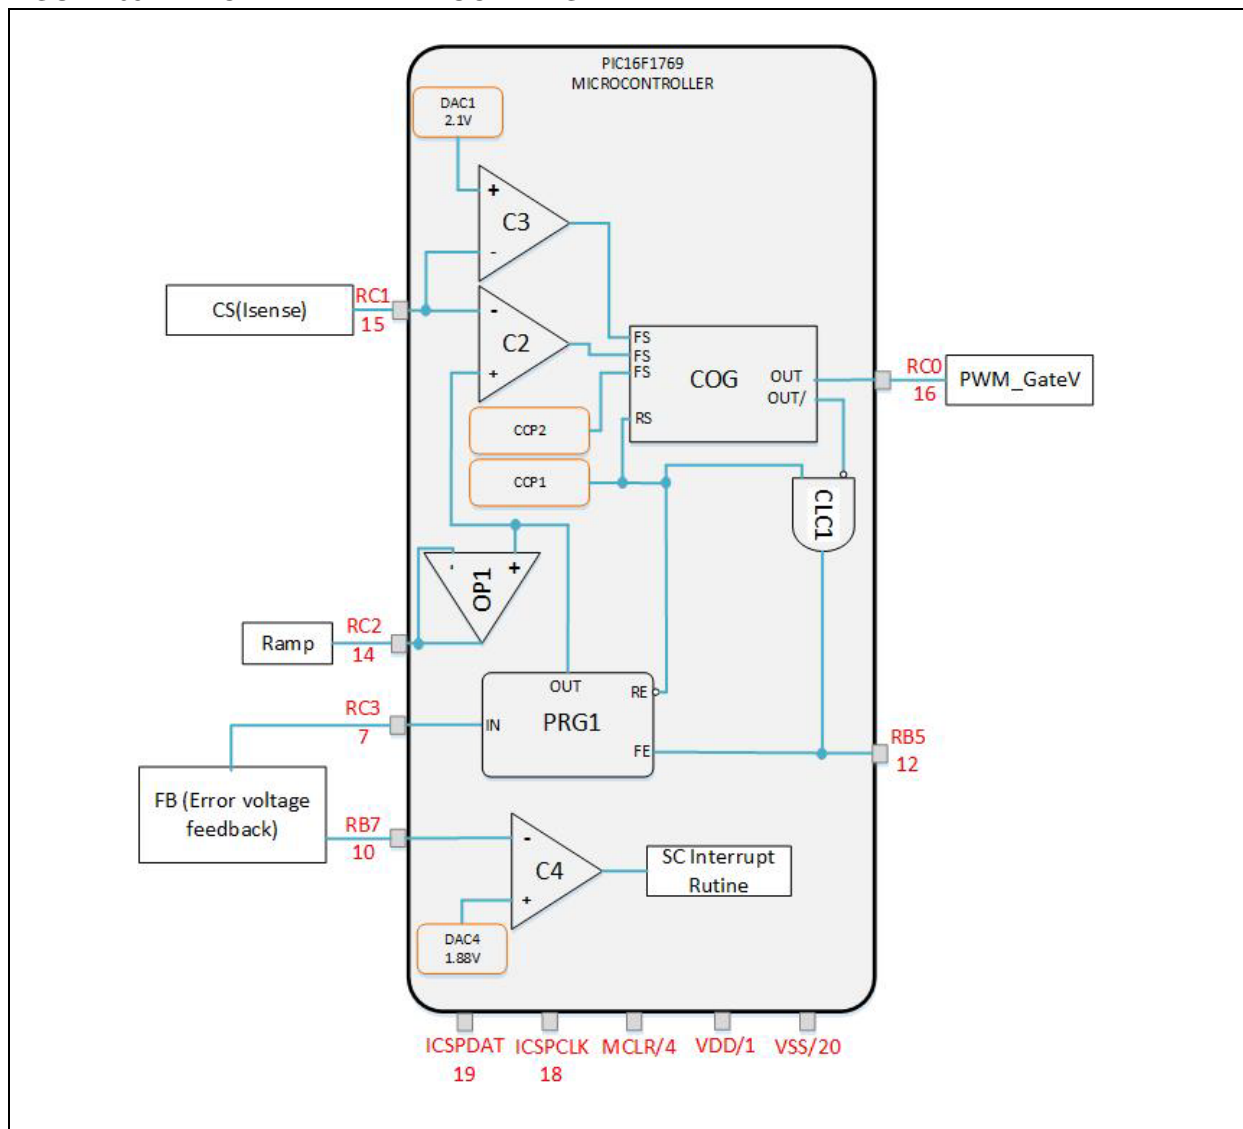 PIC16F1769
MICROCONTROLLER
DAC1
2.1V
+
C3
-
CS(Isense)
RC1
15
-
C2
+
FS
FS
FS
RS
COG
OUT
OUT/
RC0
16
PWM_GateV
CCP2
CCP1
CLC1
-
+
OP1
Ramp
RC2
14
RC3
7
OUT
IN
PRG1
RE
FE
RB5
12
FB (Error voltage
feedback)
RB7
10
-
C4
+
SC Interrupt
Rutine
DAC4
1.88V
ICSPDAT
19
ICSPCLK
18
MCLR/4
VDD/1
VSS/20